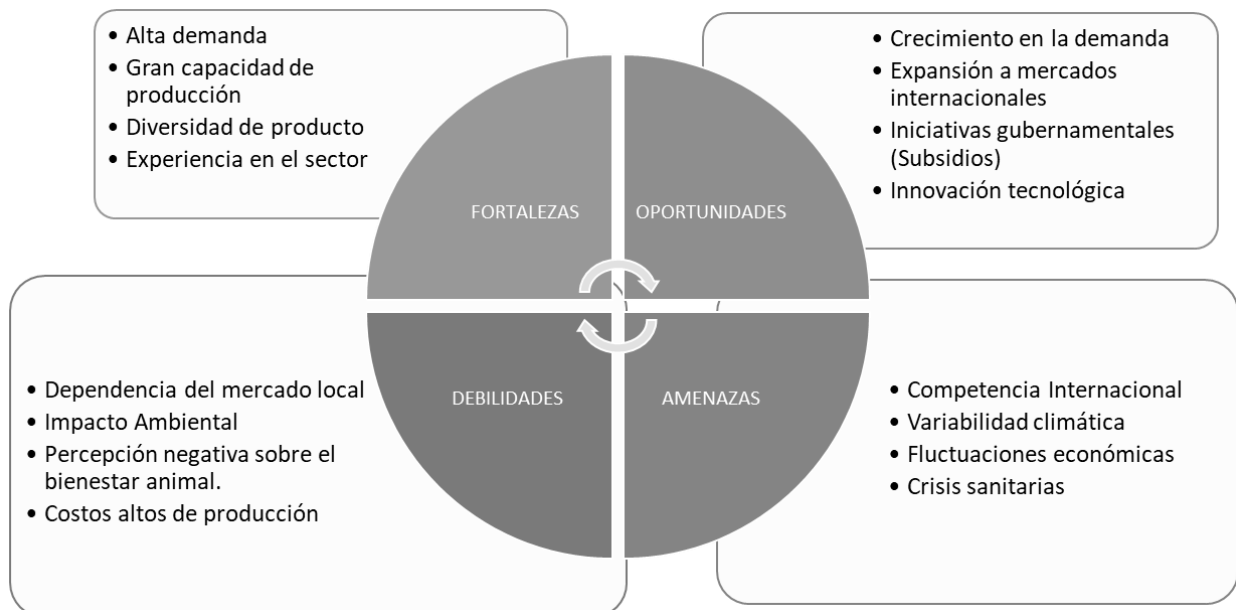 • Alta demanda
• Gran capacidad de
producción
• Diversidad de producto
• Experiencia en el sector
• Crecimiento en la demanda
• Expansión a mercados
internacionales
• Iniciativas gubernamentales
(Subsidios)
• Innovación tecnológica
FORTALEZAS
OPORTUNIDADES
DEBILIDADES
AMENAZAS
• Dependencia del mercado local
• Impacto Ambiental
• Percepción negativa sobre el
bienestar animal.
• Costos altos de producción
• Competencia Internacional
• Variabilidad climática
• Fluctuaciones económicas
• Crisis sanitarias